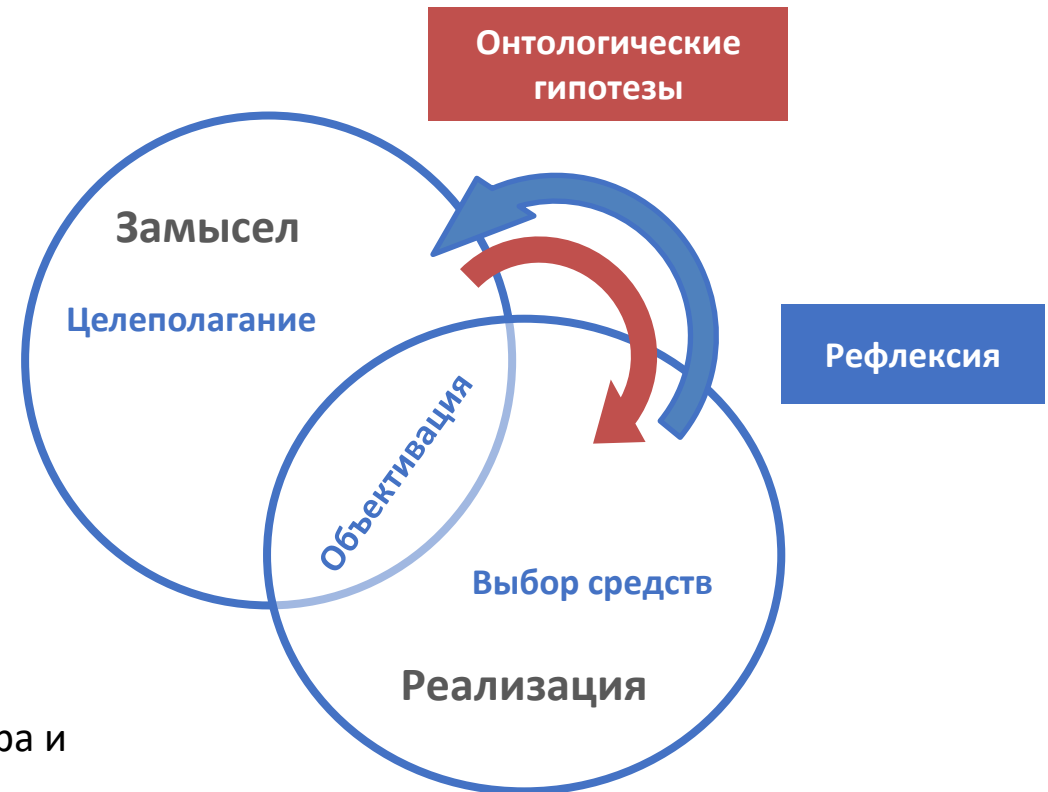 Онтологические
гипотезы
Замысел
Целеполагание
Рефлексия
Объективация
Выбор средств
Реализация
ра и